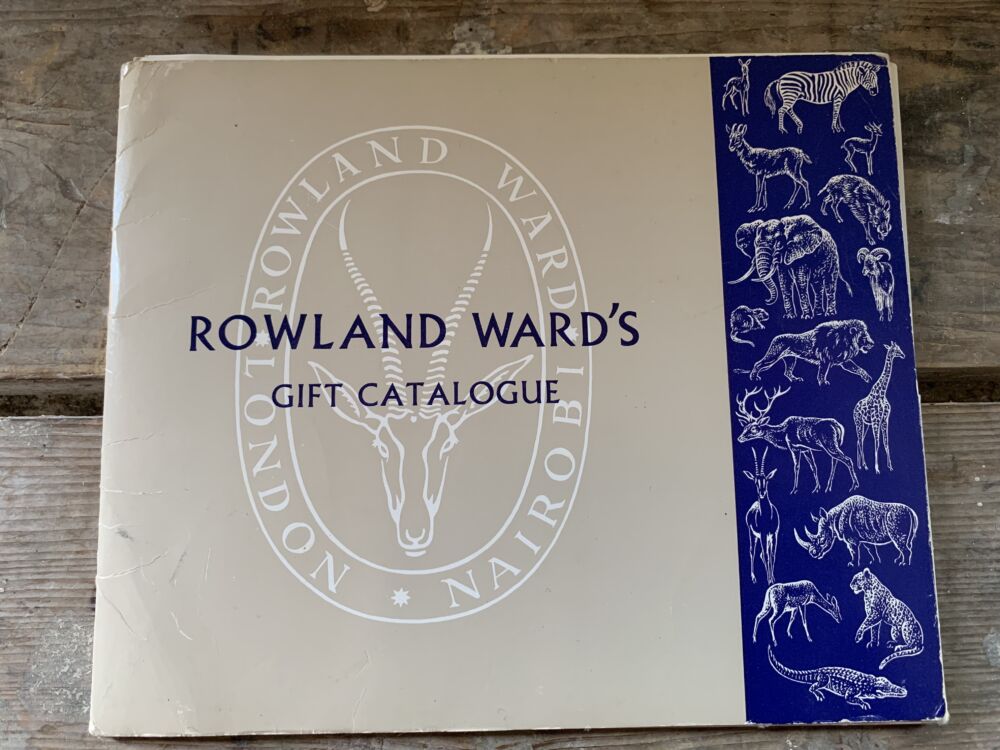 ROWLAND WARD
ROWLAND WARD'S
GIFT CATALOGUE
LONDON * NAIROBI